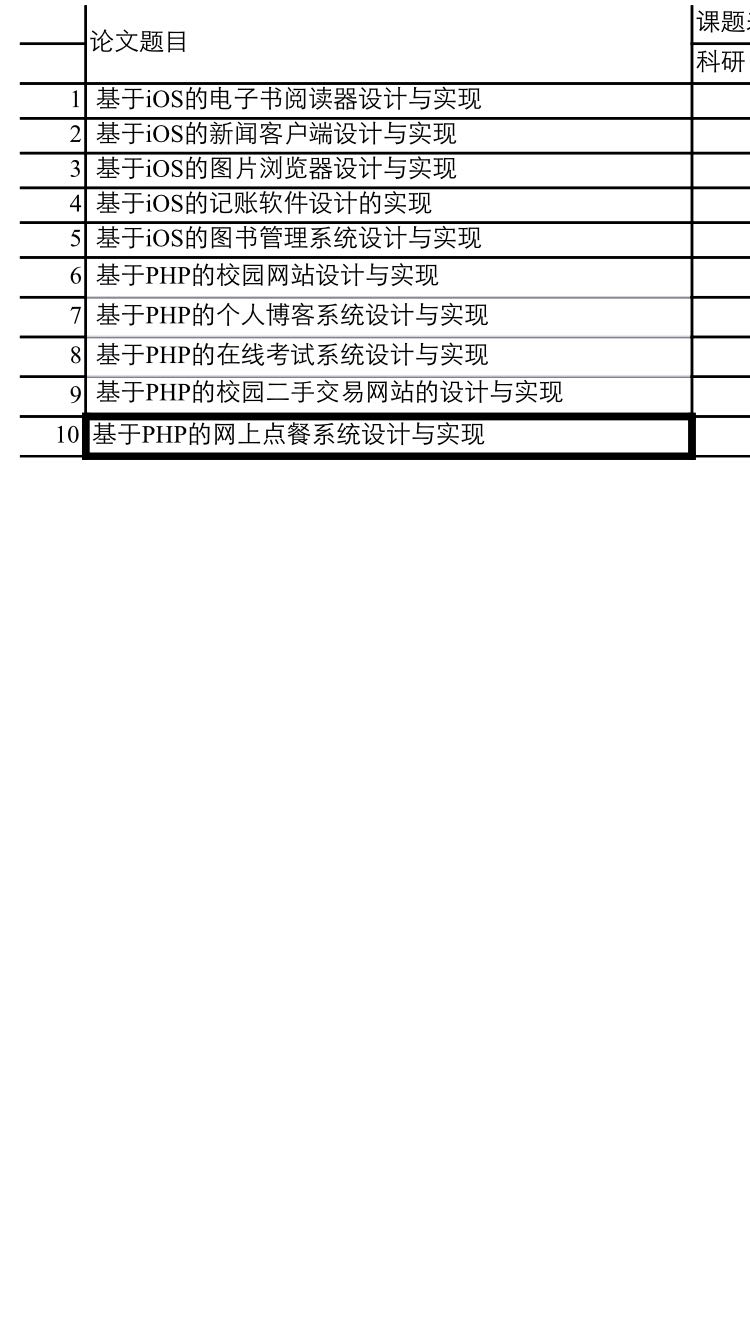 论文题目
课题
科研
1 基于iOS的电子书阅读器设计与实现
2 基于iOS的新闻客户端设计与实现
3 基于iOS的图片浏览器设计与实现
4 基于iOS的记账软件设计的实现
5 基于iOS的图书管理系统设计与实现
6 基于PHP的校园网站设计与实现
7 基于PHP的个人博客系统设计与实现
8 基于PHP的在线考试系统设计与实现
9 基于PHP的校园二手交易网站的设计与实现
10 基于PHP的网上点餐系统设计与实现